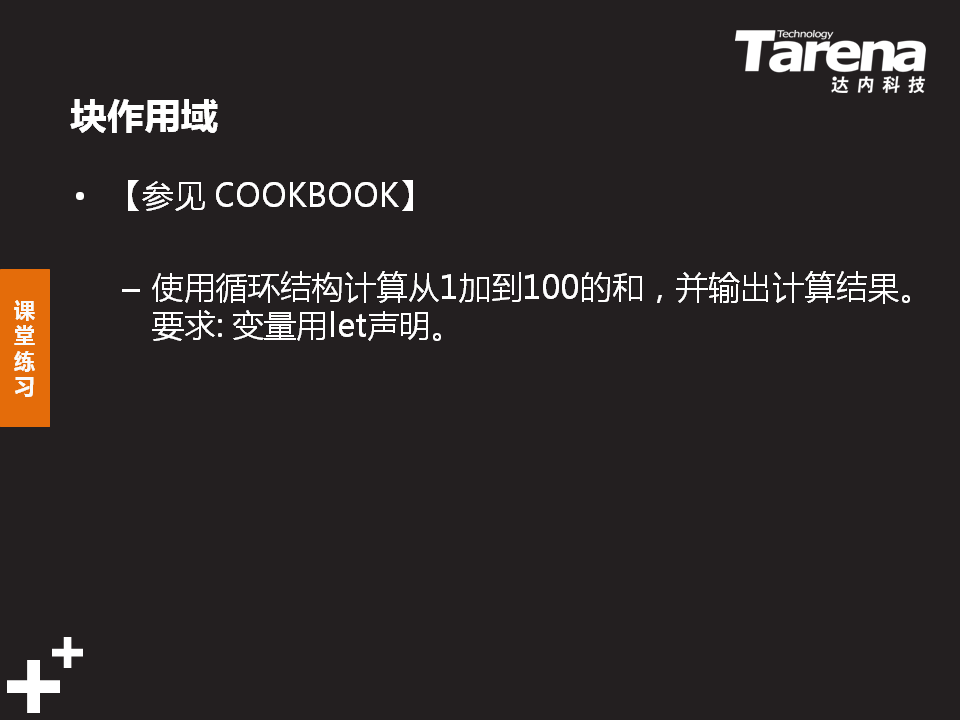 Technology
Tarena
达内科技
块作用域
• 【参见 COOKBOOK】
– 使用循环结构计算从1加到100的和，并输出计算结果。
要求: 变量用let声明。
课
堂
练
习